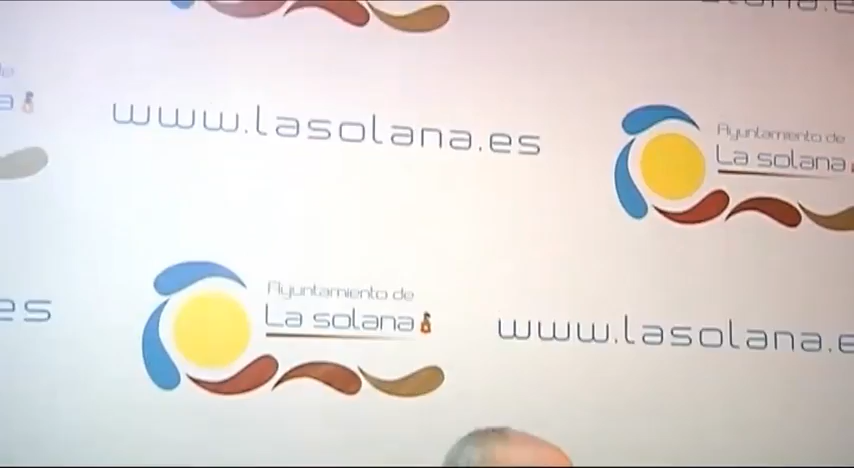 www.lasolana.es
Ayuntamiento de
La solana
Ayuntamiento de
La solana
es
www.lasolana.e